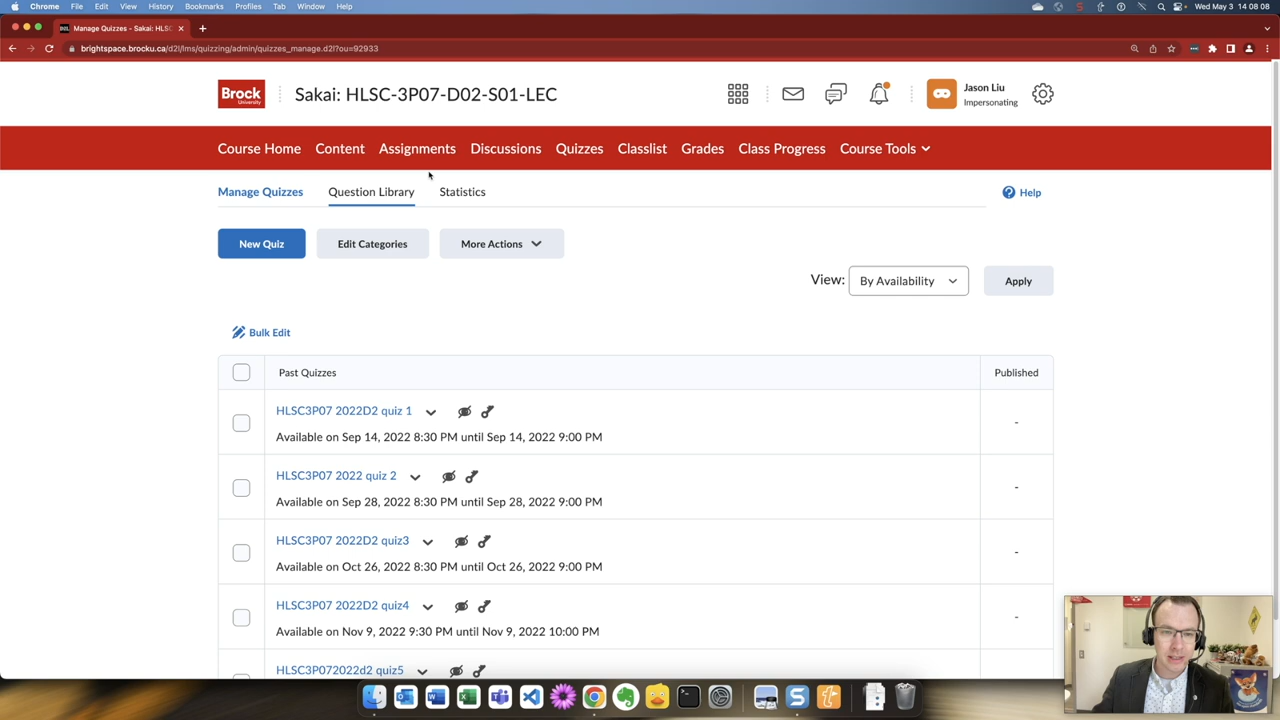 Chrome File Edit View History Bookmarks Profiles Tab Window Help
Wed May 3 14 08 08
Manage Quizzes - Sakai: HLSC
brightspace.brocku.ca/d2l/lms/quizzing/admin/quizzes_manage.d2l?ou=92933
Brock University
Sakai: HLSC-3P07-D02-S01-LEC
Jason Liu
Impersonating
Course Home Content Assignments Discussions Quizzes Classlist Grades Class Progress Course Tools
Manage Quizzes Question Library Statistics
Help
New Quiz Edit Categories More Actions
View: By Availability Apply
Bulk Edit
Past Quizzes Published
HLSC3P07 2022D2 quiz 1
Available on Sep 14, 2022 8:30 PM until Sep 14, 2022 9:00 PM
-
HLSC3P07 2022 quiz 2
Available on Sep 28, 2022 8:30 PM until Sep 28, 2022 9:00 PM
-
HLSC3P07 2022D2 quiz3
Available on Oct 26, 2022 8:30 PM until Oct 26, 2022 9:00 PM
-
HLSC3P07 2022D2 quiz4
Available on Nov 9, 2022 9:30 PM until Nov 9, 2022 10:00 PM
-
HLSC3P072022d2 quiz5